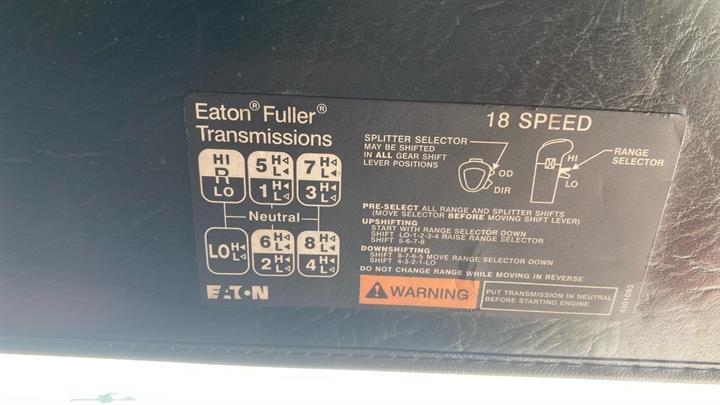 Eaton® Fuller®
Transmissions
18 SPEED
HI
R
LO
5 H L
1 H L
7 H L
3 H L
Neutral
LO H L
6 H L
2 H L
8 H L
4 H L
EATON
SPLITTER SELECTOR
MAY BE SHIFTED
IN ALL GEAR SHIFT
LEVER POSITIONS
OD
DIR
HI
LO
RANGE
SELECTOR
PRE-SELECT ALL RANGE AND SPLITTER SHIFTS
(MOVE SELECTOR BEFORE MOVING SHIFT LEVER)
UPSHIFTING
START WITH RANGE SELECTOR DOWN
SHIFT LO-1-2-3-4 RAISE RANGE SELECTOR
SHIFT 5-6-7-8
DOWNSHIFTING
SHIFT 8-7-6-5 MOVE RANGE SELECTOR DOWN
SHIFT 4-3-2-1-LO
DO NOT CHANGE RANGE WHILE MOVING IN REVERSE
WARNING
PUT TRANSMISSION IN NEUTRAL
BEFORE STARTING ENGINE